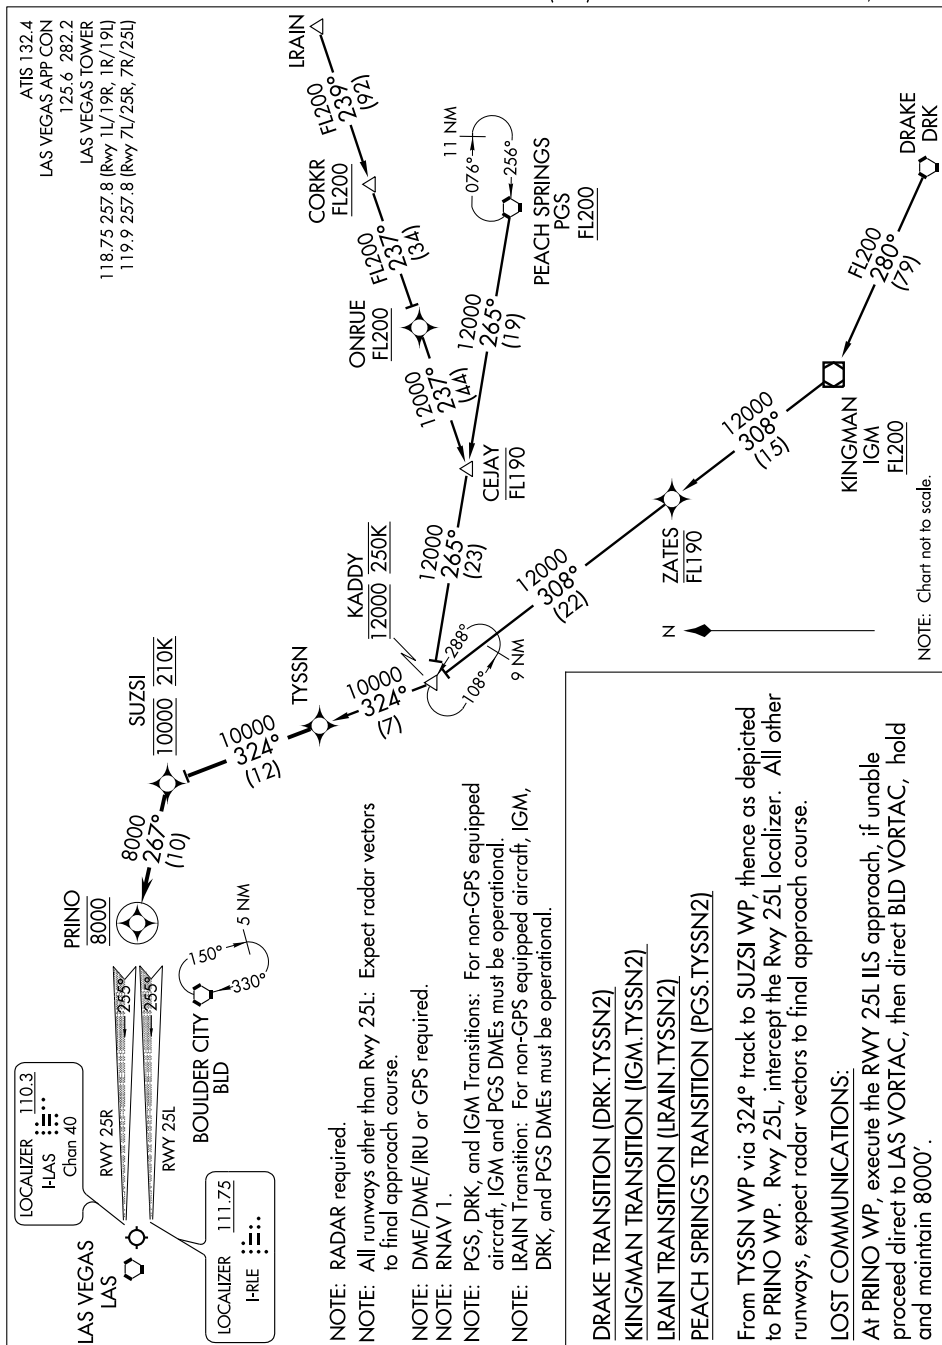 ATIS 132.4
LAS VEGAS APP CON
125.6 282.2
LAS VEGAS TOWER
118.75 257.8 (Rwy 1L/19R, 1R/19L)
119.9 257.8 (Rwy 7L/25R, 7R/25L)
LRAIN
FL200
239°
(92)
CORKR
FL200
FL200
237°
(34)
ONRUE
FL200
12000
237°
(44)
11 NM
076°
256°
PEACH SPRINGS
PGS
FL200
12000
265°
(19)
CEJAY
FL190
12000
265°
(23)
DRAKE
DRK
FL200
280°
(79)
KINGMAN
IGM
FL200
12000
308°
(15)
ZATES
FL190
12000
308°
(22)
KADDY
12000 250K
288°
108°
9 NM
10000
324°
(7)
TYSSN
10000
324°
(12)
SUZSI
10000 210K
8000
267°
(10)
PRINO
8000
150°
5 NM
330°
BOULDER CITY
BLD
255°
255°
RWY 25R
RWY 25L
LOCALIZER 110.3
I-LAS
Chan 40
LOCALIZER 111.75
I-RLE
LAS VEGAS
LAS
N
NOTE: Chart not to scale.
NOTE: RADAR required.
NOTE: All runways other than Rwy 25L: Expect radar vectors
to final approach course.
NOTE: DME/DME/IRU or GPS required.
NOTE: RNAV 1.
NOTE: PGS, DRK, and IGM Transitions: For non-GPS equipped
aircraft, IGM and PGS DMEs must be operational.
NOTE: LRAIN Transition: For non-GPS equipped aircraft, IGM,
DRK, and PGS DMEs must be operational.
DRAKE TRANSITION (DRK.TYSSN2)
KINGMAN TRANSITION (IGM.TYSSN2)
LRAIN TRANSITION (LRAIN.TYSSN2)
PEACH SPRINGS TRANSITION (PGS.TYSSN2)
From TYSSN WP via 324° track to SUZSI WP, thence as depicted
to PRINO WP. Rwy 25L, intercept the Rwy 25L localizer. All other
runways, expect radar vectors to final approach course.
LOST COMMUNICATIONS:
At PRINO WP, execute the RWY 25L ILS approach, if unable
proceed direct to LAS VORTAC, then direct BLD VORTAC, hold
and maintain 8000'.